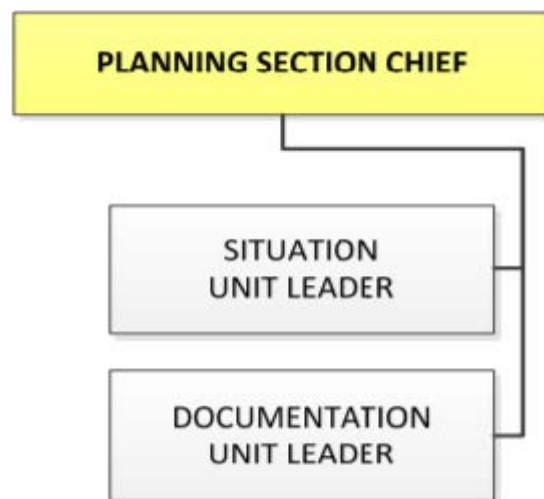 PLANNING SECTION CHIEF
SITUATION
UNIT LEADER
DOCUMENTATION
UNIT LEADER